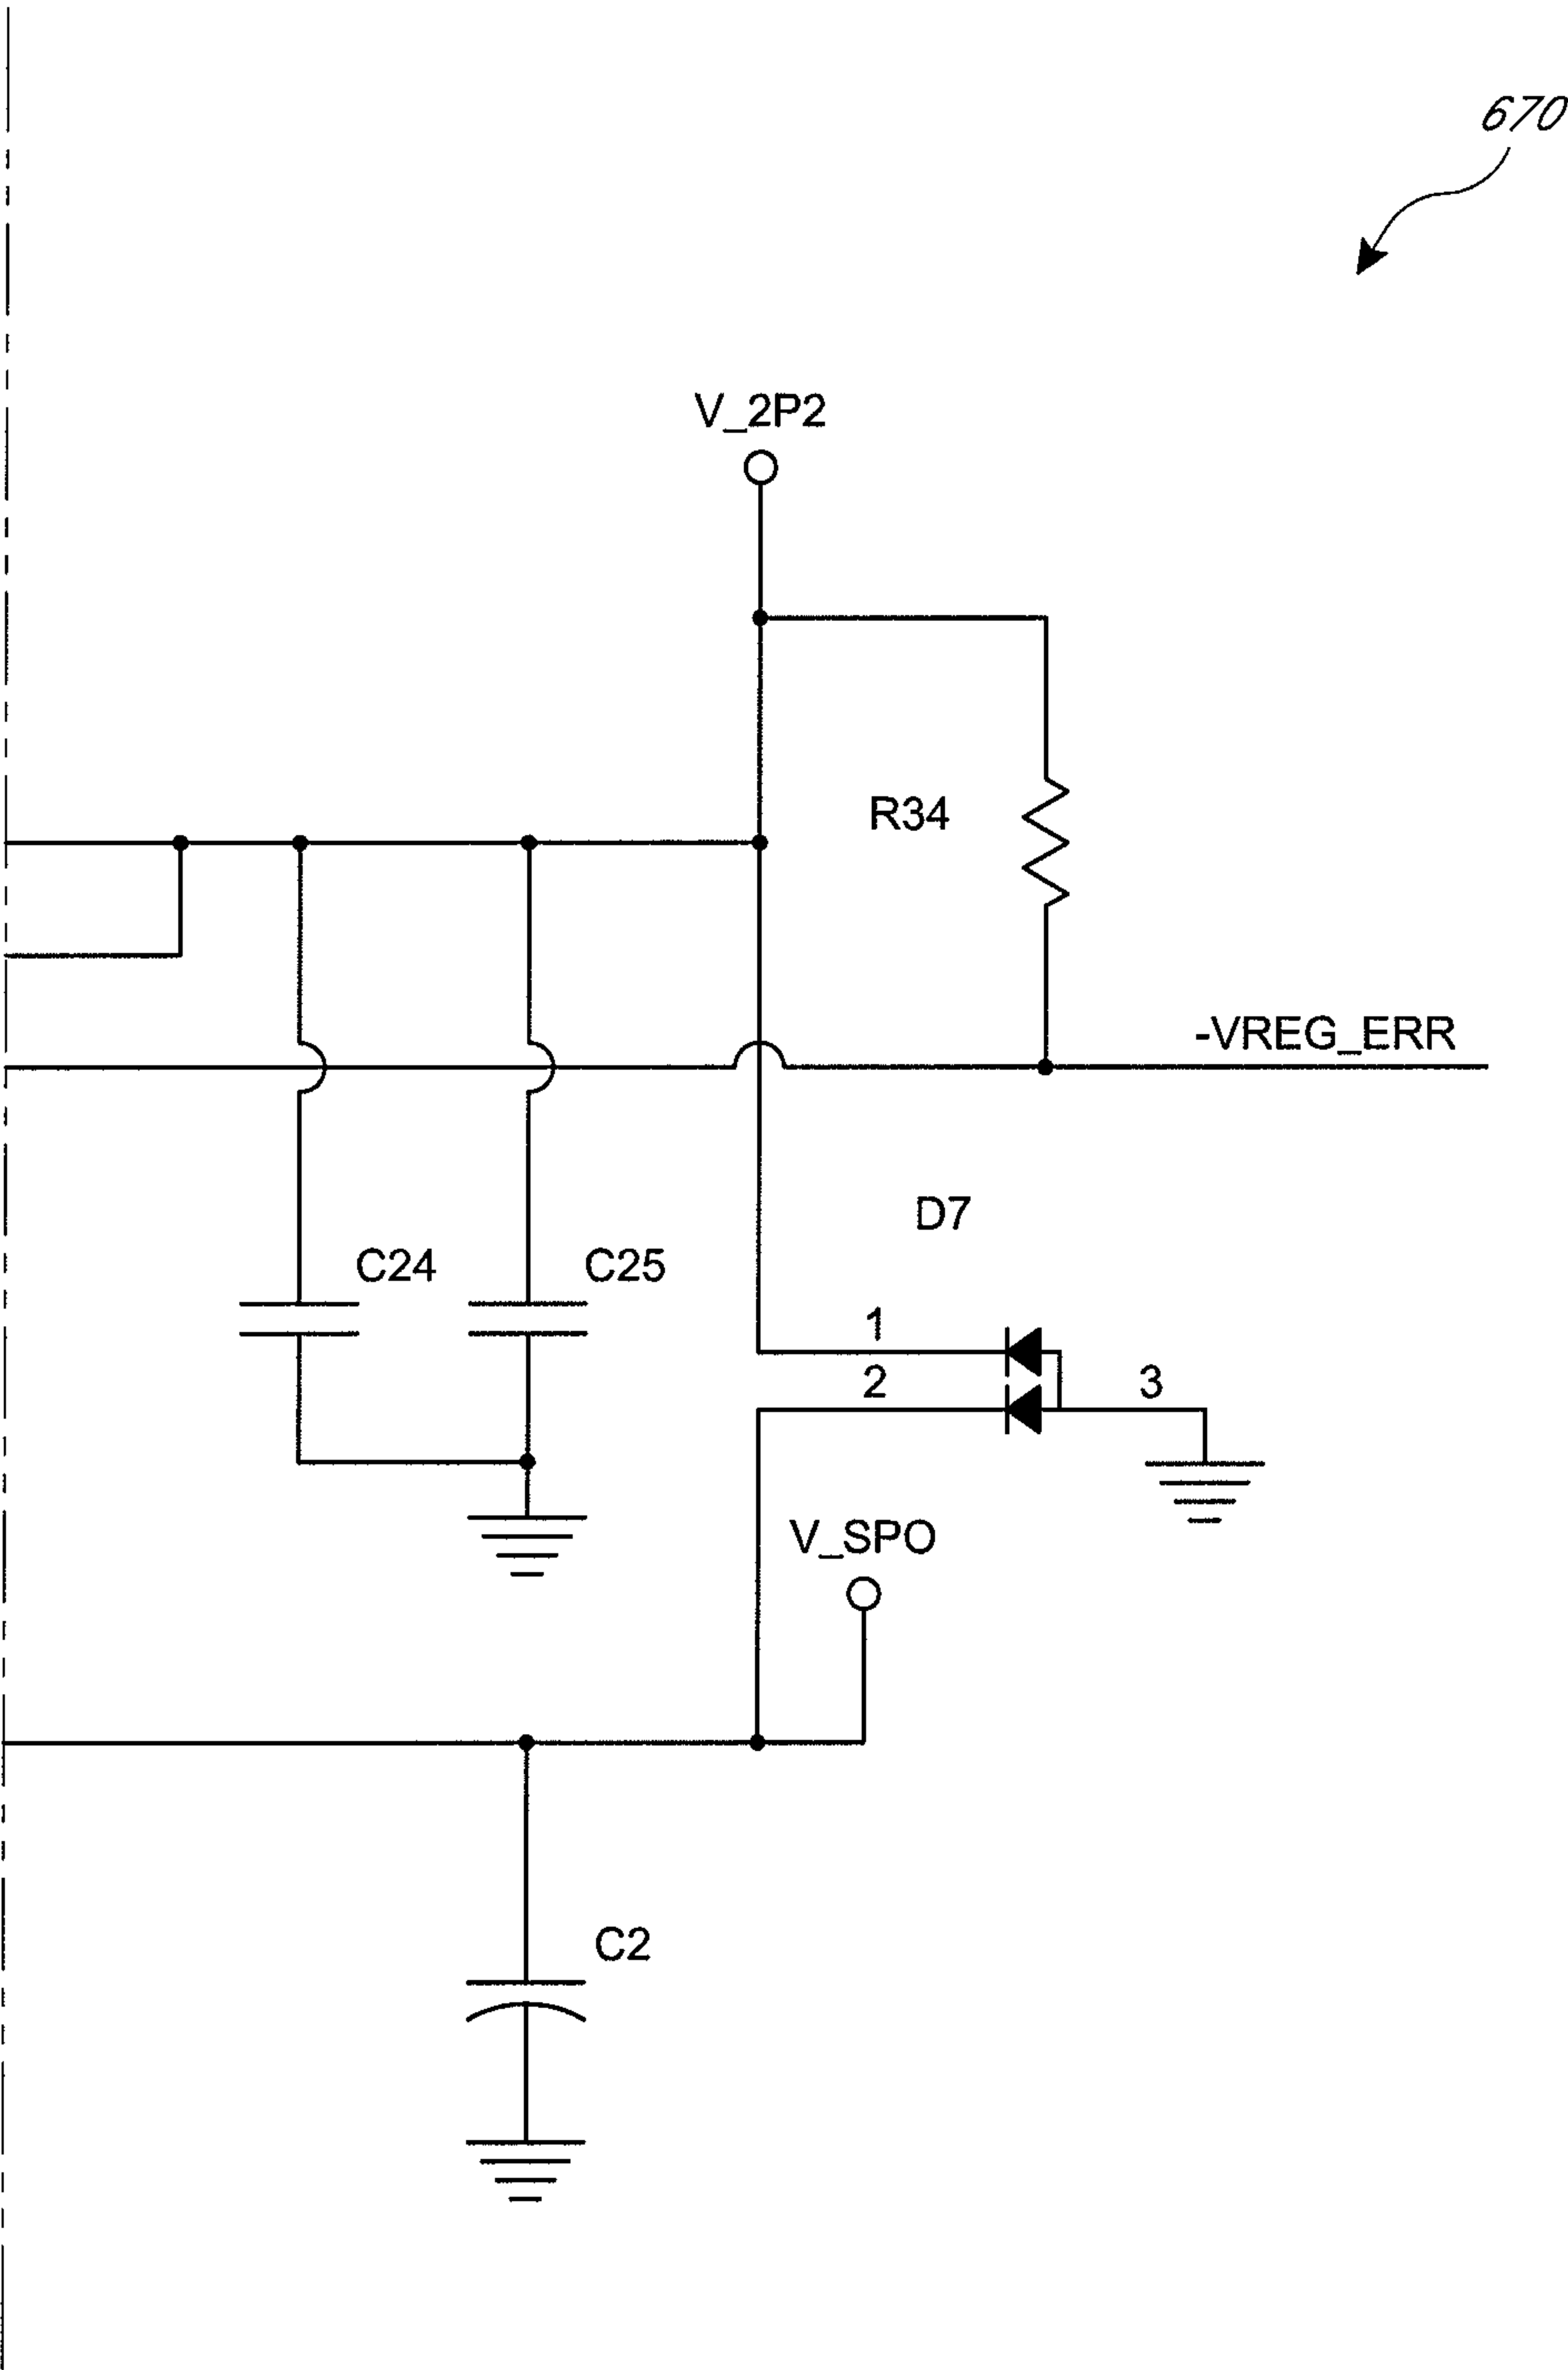 670
V_2P2
R34
-VREG_ERR
D7
C24
C25
1
2
3
V_SPO
C2